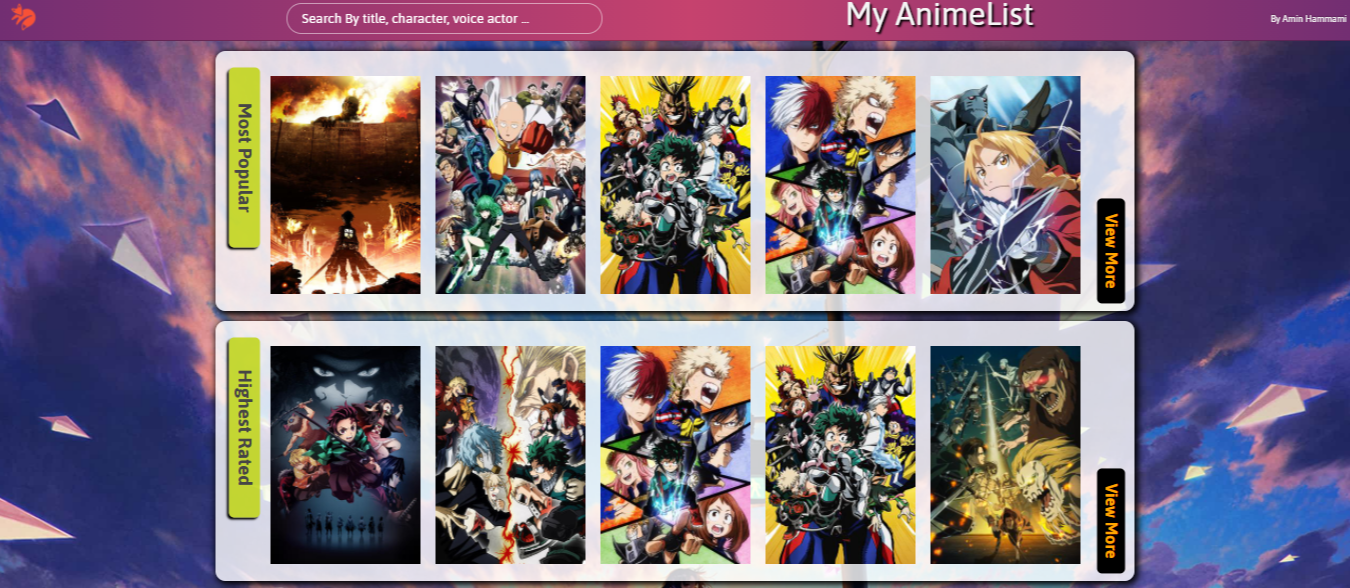 Search By title, character, voice actor ...
My AnimeList
By Amin Hammami
Most Popular
View More
Highest Rated
View More